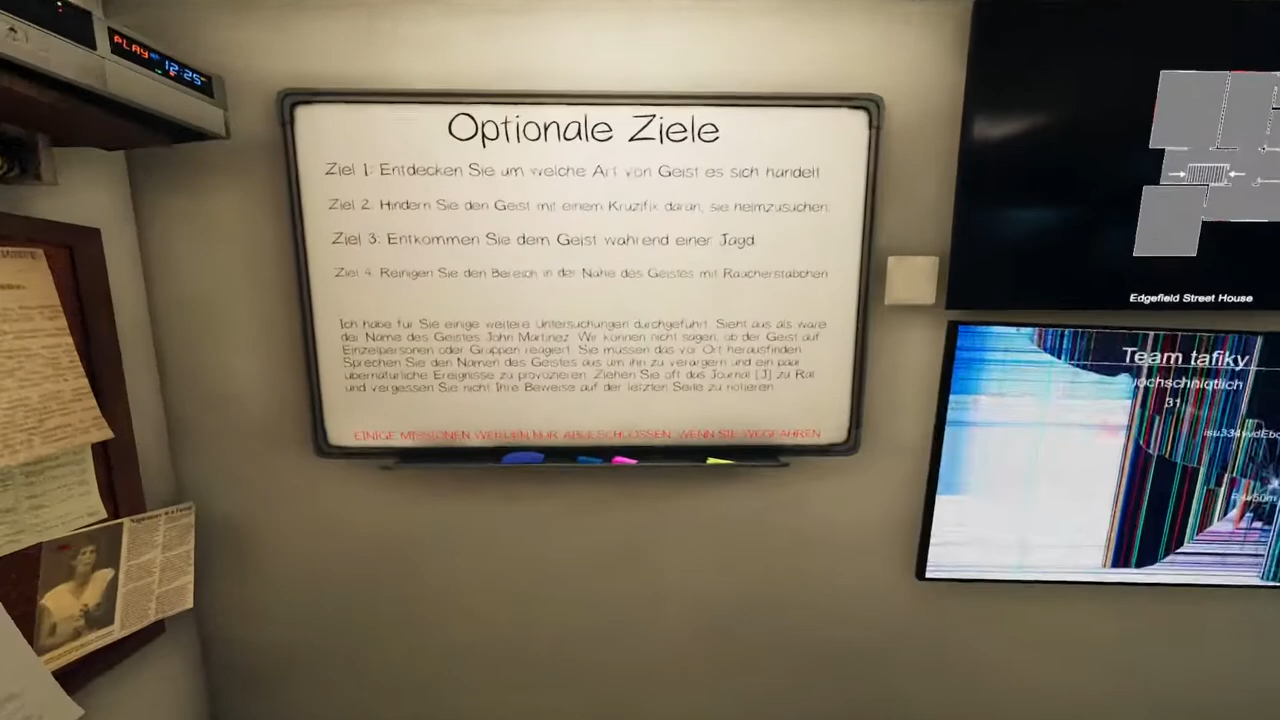 PLAY
12:25
Optionale Ziele
Ziel 1: Entdecken Sie um welche Art von Geist es sich handelt
Ziel 2: Hindern Sie den Geist mit einem Kruzifix daran, sie heimzusuchen.
Ziel 3: Entkommen Sie dem Geist während einer Jagd.
Ziel 4: Reinigen Sie den Bereich in der Nähe des Geistes mit Räucherstäbchen
Ich habe für Sie einige weitere Untersuchungen durchgeführt. Sieht aus als wäre
der Name des Geistes John Martinez. Wir können nicht sagen, ob der Geist auf
Einzelpersonen oder Gruppen reagiert. Sie müssen das vor Ort herausfinden.
Sprechen Sie den Namen des Geistes aus um ihn zu verärgern und ein paar
übernatürliche Ereignisse zu provozieren. Ziehen Sie oft das Journal [J] zu Rat
und vergessen Sie nicht Ihre Beweise auf der letzten Seite zu notieren
EINIGE MISSIONEN WERDEN NUR ABGESCHLOSSEN, WENN SIE WEGFAHREN
Edgefield Street House
Team tafiky
31